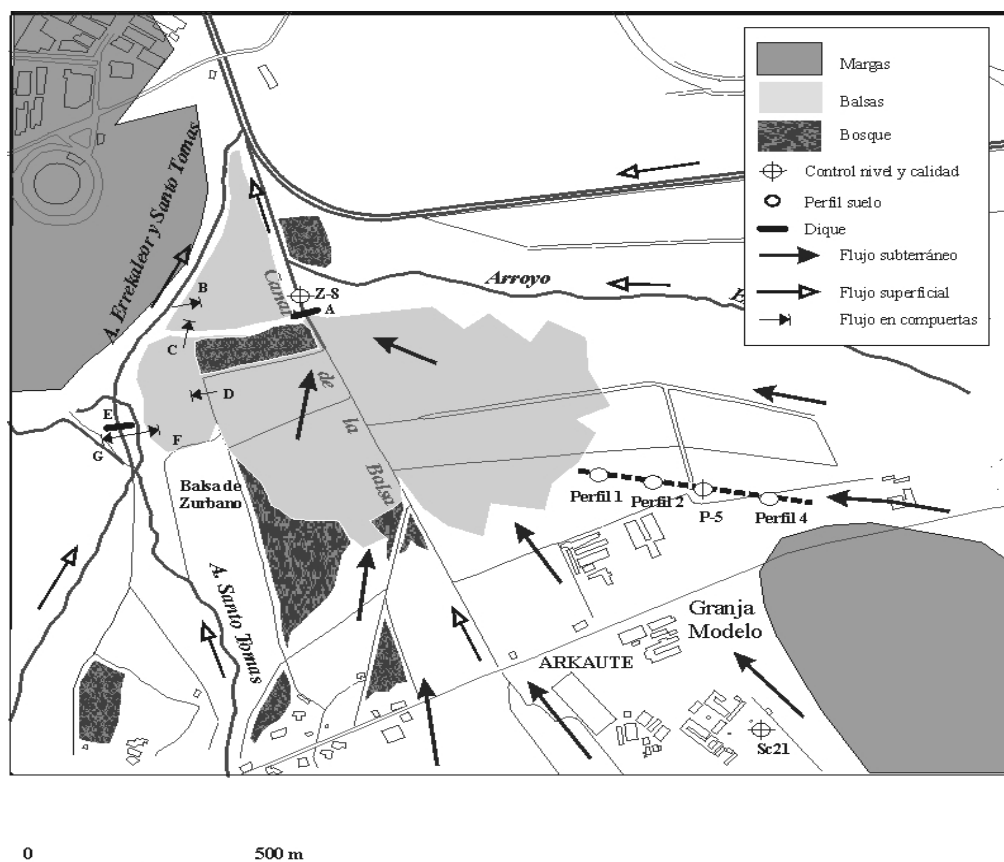 Margas
Balsas
Bosque
Control nivel y calidad
Perfil suelo
Dique
Flujo subterráneo
Flujo superficial
Flujo en compuertas
A. Errekaleor y Santo Tomas
B
C
Canal
de
la
Balsa
Z-8
A
Arroyo
D
E
F
G
Balsa de
Zurbano
Perfil 1
Perfil 2
P-5
Perfil 4
A. Santo Tomas
Granja
Modelo
ARKAUTE
Sc21
0
500 m